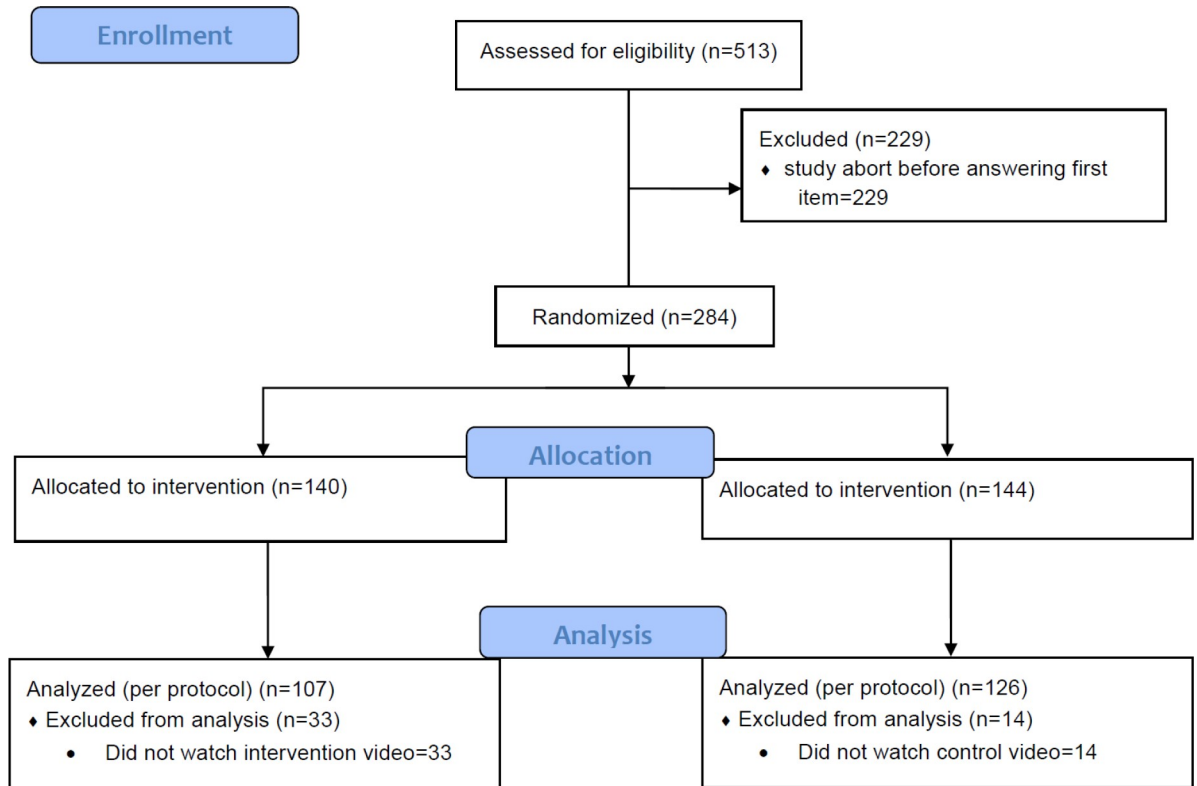 Enrollment
Assessed for eligibility (n=513)
Excluded (n=229)
♦ study abort before answering first
item=229
Randomized (n=284)
Allocation
Allocated to intervention (n=140)
Allocated to intervention (n=144)
Analysis
Analyzed (per protocol) (n=107)
♦ Excluded from analysis (n=33)
• Did not watch intervention video=33
Analyzed (per protocol) (n=126)
♦ Excluded from analysis (n=14)
• Did not watch control video=14